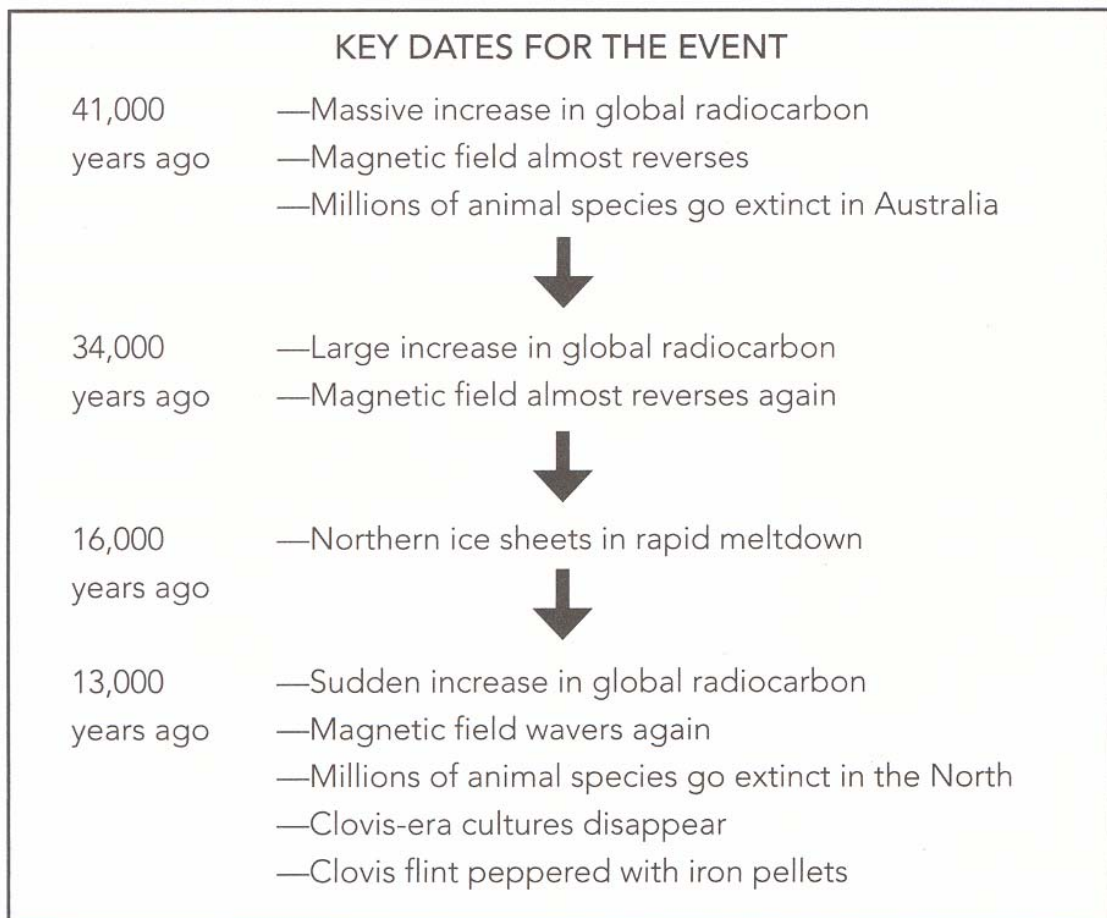 KEY DATES FOR THE EVENT
41,000 —Massive increase in global radiocarbon
years ago —Magnetic field almost reverses
—Millions of animal species go extinct in Australia
34,000 —Large increase in global radiocarbon
years ago —Magnetic field almost reverses again
16,000 —Northern ice sheets in rapid meltdown
years ago
13,000 —Sudden increase in global radiocarbon
years ago —Magnetic field wavers again
—Millions of animal species go extinct in the North
—Clovis-era cultures disappear
—Clovis flint peppered with iron pellets